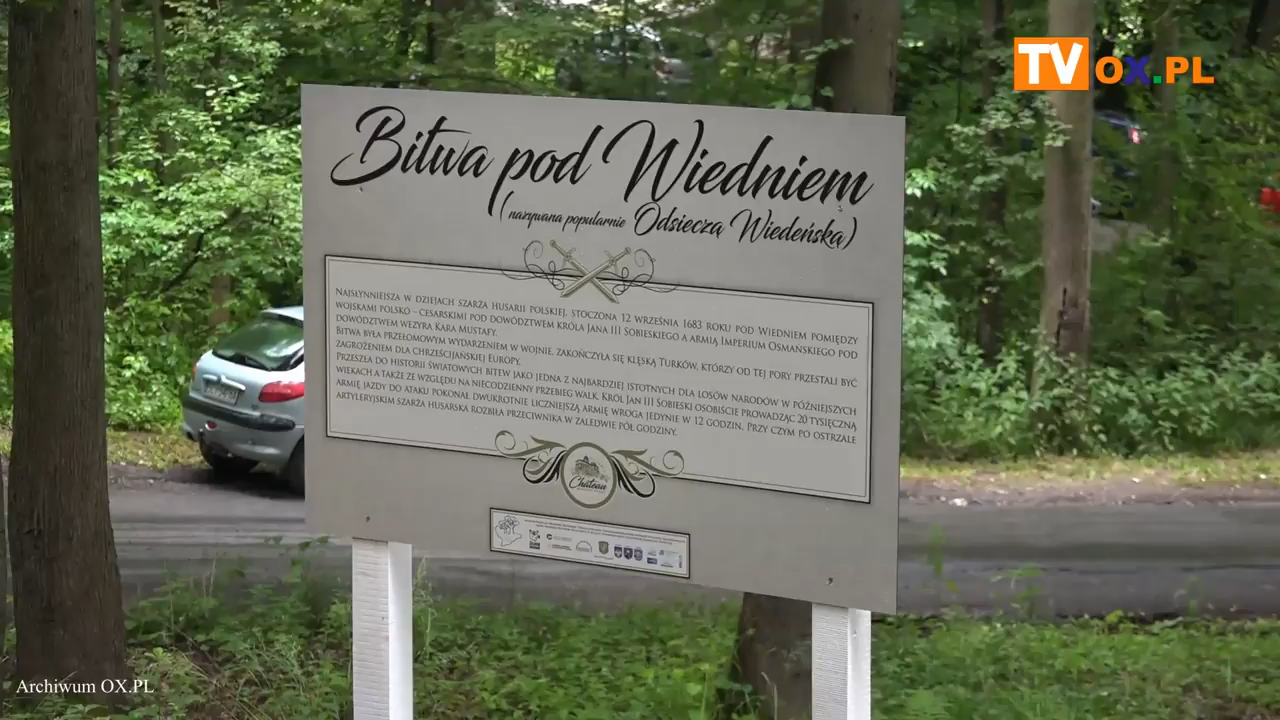 TV OX.PL
Bitwa pod Wiedniem
(nazywana popularnie Odsieczą Wiedeńską)
NAJSŁYNNIEJSZA W DZIEJACH SZARŻA HUSARII POLSKIEJ, STOCZONA 12 WRZEŚNIA 1683 ROKU POD WIEDNIEM POMIĘDZY
WOJSKAMI POLSKO – CESARSKIMI POD DOWÓDZTWEM KRÓLA JANA III SOBIESKIEGO A ARMIĄ IMPERIUM OSMAŃSKIEGO POD
DOWÓDZTWEM WEZYRA KARA MUSTAFY.
BITWA BYŁA PRZEŁOMOWYM WYDARZENIEM W WOJNIE, ZAKOŃCZYŁA SIĘ KLĘSKĄ TURKÓW, KTÓRZY OD TEJ PORY PRZESTALI BYĆ
ZAGROŻENIEM DLA CHRZEŚCIJAŃSKIEJ EUROPY.
PRZESZŁA DO HISTORII ŚWIATOWYCH BITEW JAKO JEDNA Z NAJBARDZIEJ ISTOTNYCH DLA LOSÓW NARODÓW W PÓŹNIEJSZYCH
WIEKACH A TAKŻE ZE WZGLĘDU NA NIECODZIENNY PRZEBIEG WALK. KRÓL JAN III SOBIESKI OSOBIŚCIE PROWADZĄC 20 TYSIĘCZNĄ
ARMIĘ JAZDY DO ATAKU POKONAŁ DWUKROTNIE LICZNIEJSZĄ ARMIĘ WROGA JEDYNIE W 12 GODZIN, PRZY CZYM PO OSTRZALE
ARTYLERYJSKIM SZARŻA HUSARSKA ROZBIŁA PRZECIWNIKA W ZALEDWIE PÓŁ GODZINY.
Château
Archiwum OX.PL